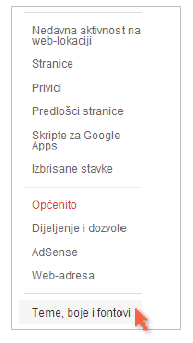 Nedavna aktivnost na
web-lokaciji
Stranice
Privici
Predlošci stranice
Skripte za Google
Apps
Izbrisane stavke
Općenito
Dijeljenje i dozvole
AdSense
Web-adresa
Teme, boje i fontovi